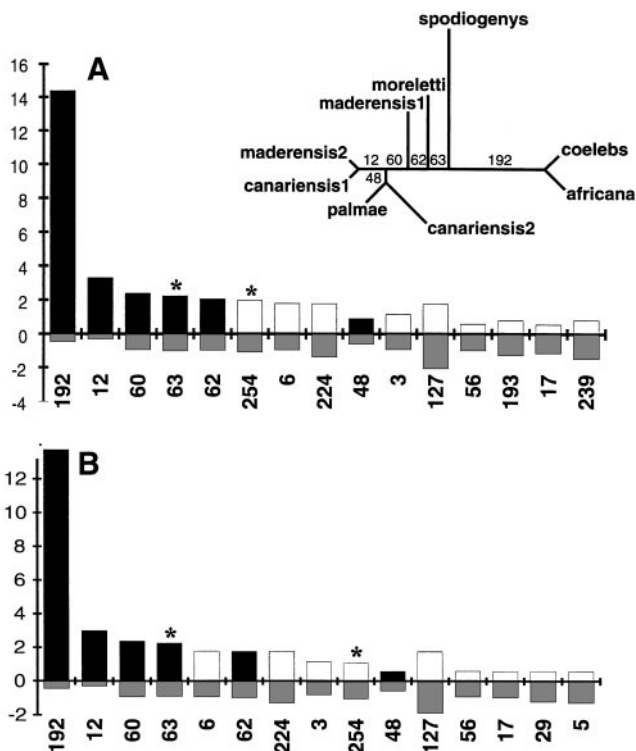 A
16
14
12
10
8
6
4
2
0
-2
-4
* *
192 12 60 63 62 254 6 224 48 3 127 56 193 17 239
spodiogenys
moreletti
maderensis1
maderensis2
12 60 62 63 192
coelebs
canariensis1
48
africana
palmae
canariensis2
B
12
10
8
6
4
2
0
-2
* *
192 12 60 63 6 62 224 3 254 48 127 56 17 29 5